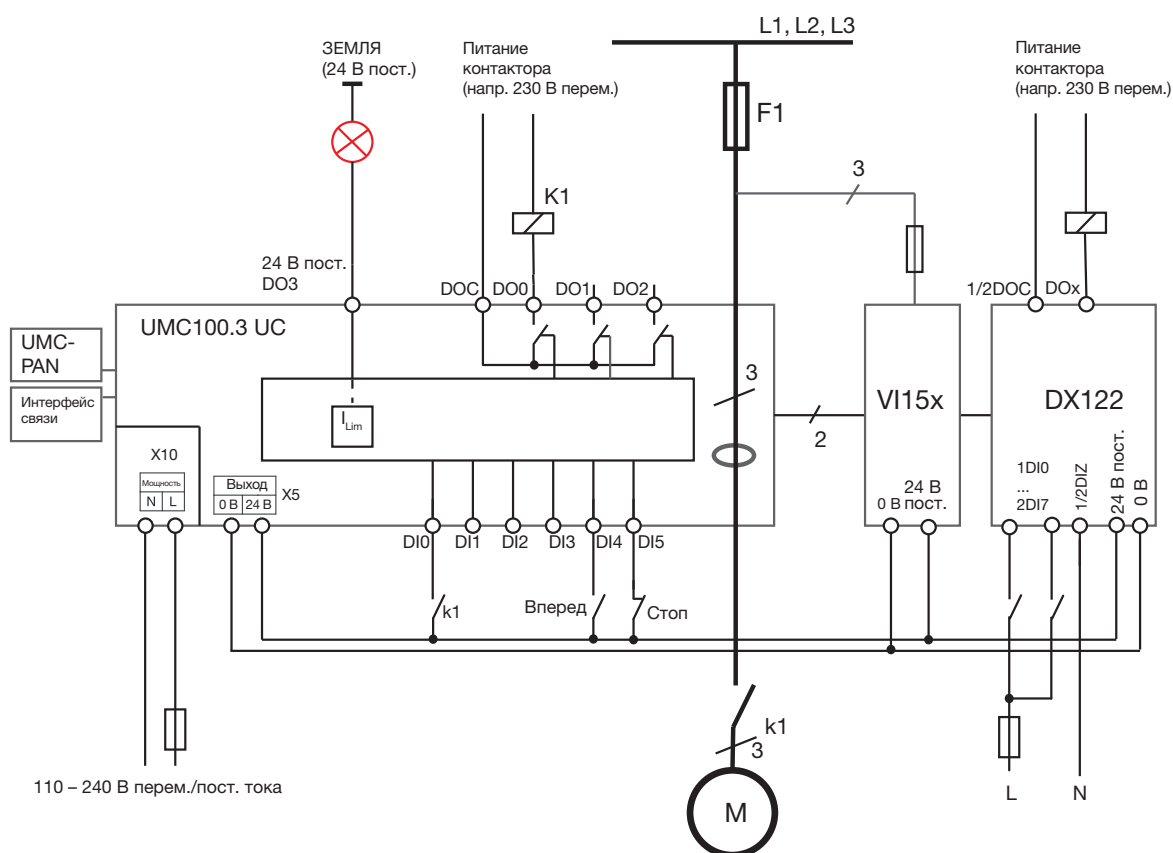 L1, L2, L3
ЗЕМЛЯ
(24 В пост.)
Питание
контактора
(напр. 230 В перем.)
Питание
контактора
(напр. 230 В перем.)
F1
3
K1
24 В пост.
DO3
DOC
DO0
DO1
DO2
1/2DOC
DOx
UMC100.3 UC
UMC-
PAN
Интерфейс
связи
I Lim
3
2
VI15x
DX122
X10
Мощность
N
L
Выход
0 В
24 В
X5
24 В
0 В пост.
1DI0
...
2DI7
1/2DIZ
24 В пост.
0 В
DI0
DI1
DI2
DI3
DI4
DI5
k1
Вперед
Стоп
k1
3
110 – 240 В перем./пост. тока
M
L
N